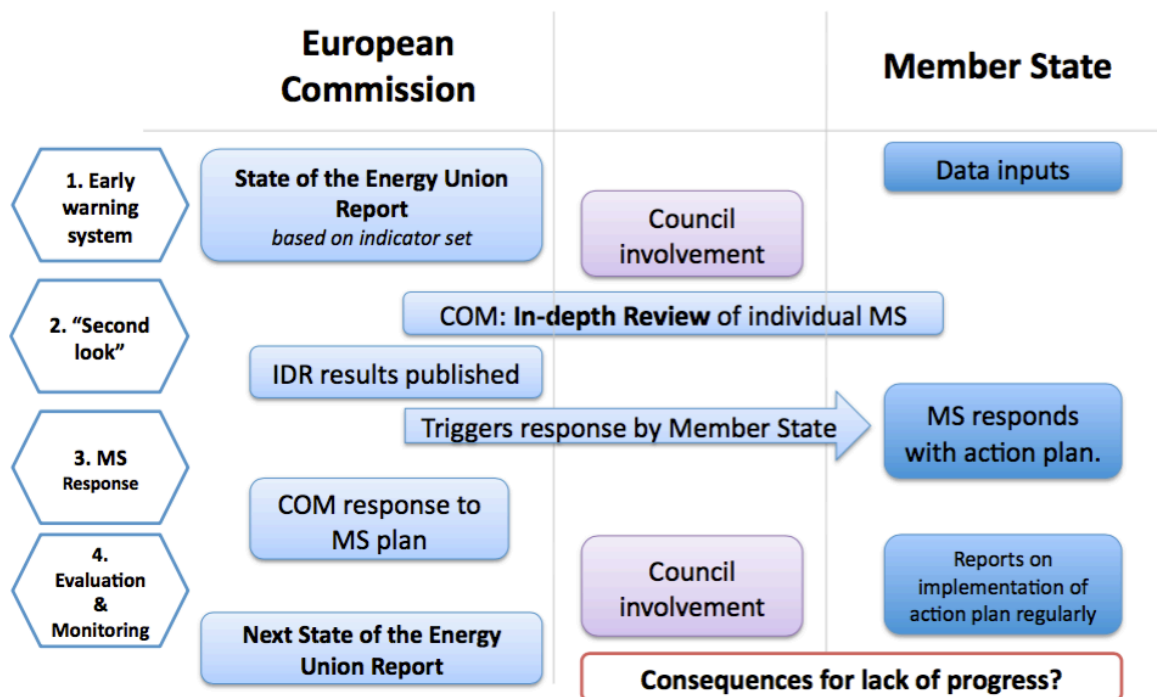 European
Commission
Member State
1. Early
warning
system
State of the Energy Union
Report
based on indicator set
Council
involvement
Data inputs
2. “Second
look”
COM: In-depth Review of individual MS
IDR results published
Triggers response by Member State
MS responds
with action plan.
3. MS
Response
COM response to
MS plan
4.
Evaluation
&
Monitoring
Council
involvement
Reports on
implementation of
action plan regularly
Next State of the Energy
Union Report
Consequences for lack of progress?